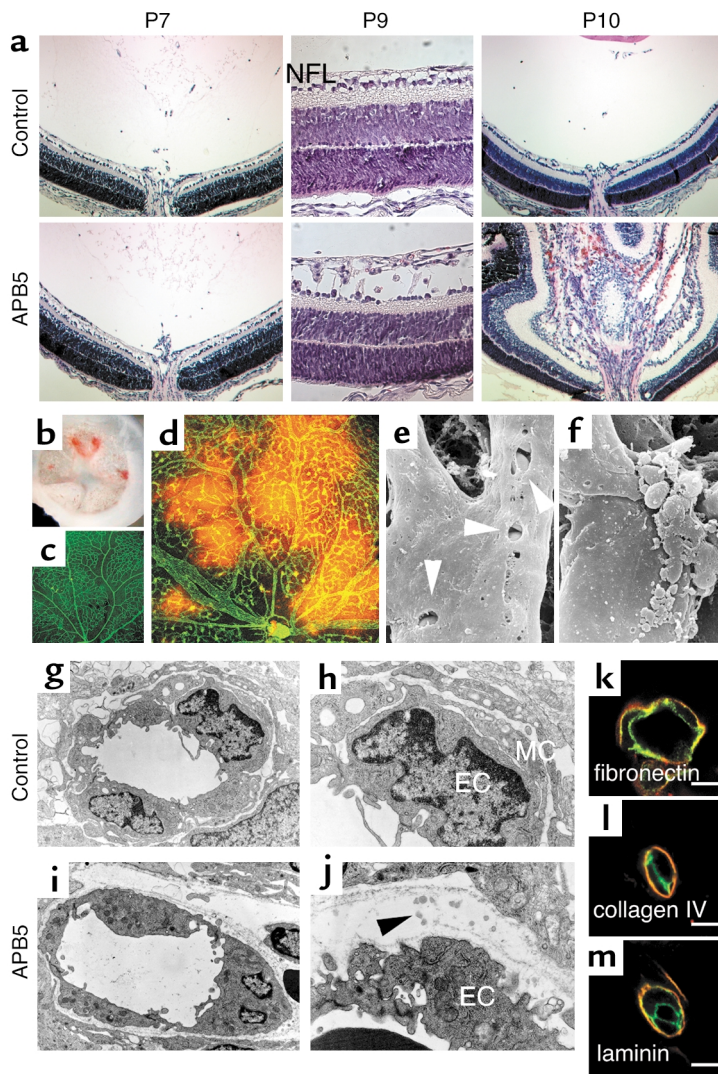 P7 P9 P10
a
Control
NFL
APB5
b
c
d
e
f
g
h
Control
MC
EC
i
j
APB5
EC
k
fibronectin
l
collagen IV
m
laminin